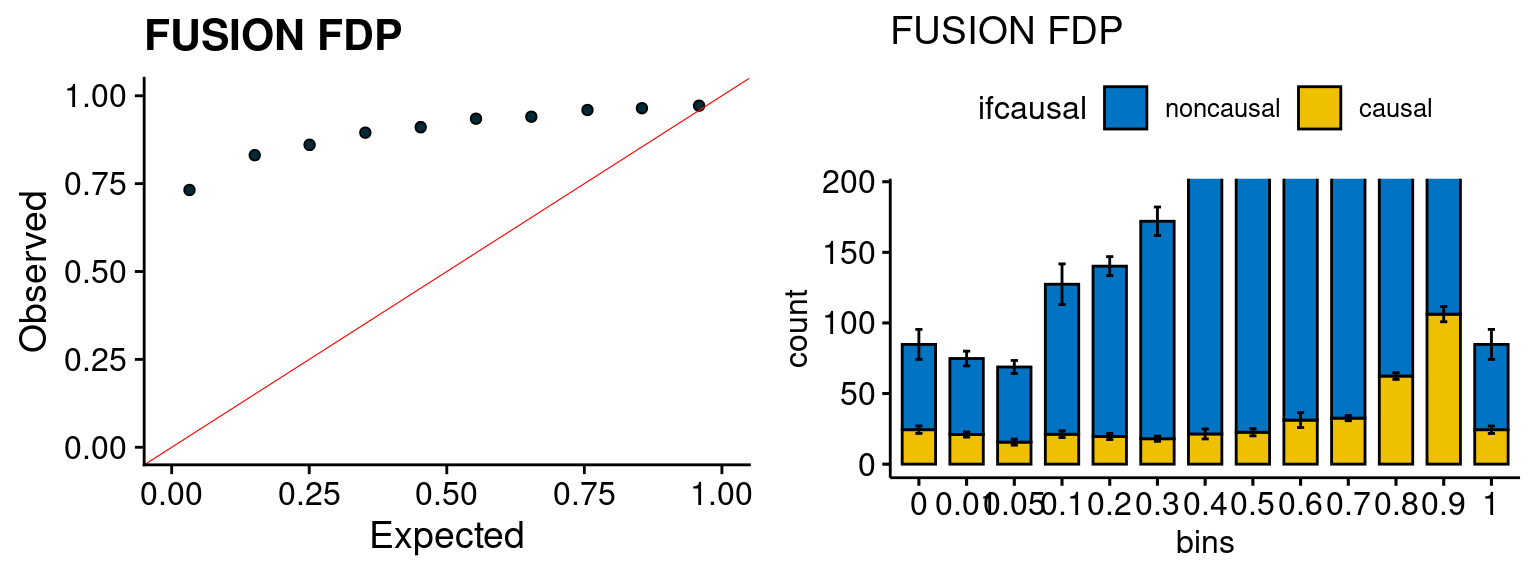 FUSION FDP
1.00
0.75
0.50
0.25
0.00
Observed
0.00 0.25 0.50 0.75 1.00
Expected
FUSION FDP
ifcausal noncausal causal
200
150
100
50
0
count
0 0.01 0.05 0.1 0.2 0.3 0.4 0.5 0.6 0.7 0.8 0.9 1
bins